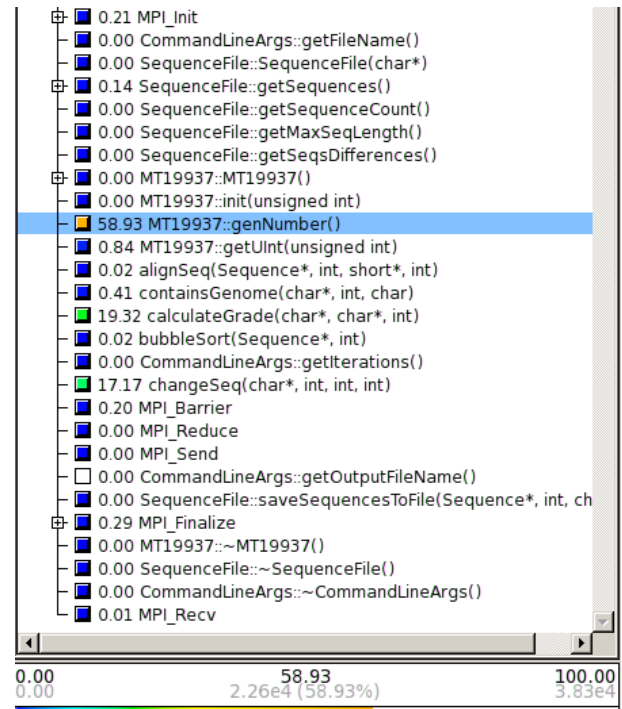 0.21 MPI_Init
0.00 CommandLineArgs::getFileName()
0.00 SequenceFile::SequenceFile(char*)
0.14 SequenceFile::getSequences()
0.00 SequenceFile::getSequenceCount()
0.00 SequenceFile::getMaxSeqLength()
0.00 SequenceFile::getSeqsDifferences()
0.00 MT19937::MT19937()
0.00 MT19937::init(unsigned int)
58.93 MT19937::genNumber()
0.84 MT19937::getUInt(unsigned int)
0.02 alignSeq(Sequence*, int, short*, int)
0.41 containsGenome(char*, int, char)
19.32 calculateGrade(char*, char*, int)
0.02 bubbleSort(Sequence*, int)
0.00 CommandLineArgs::getIterations()
17.17 changeSeq(char*, int, int, int)
0.20 MPI_Barrier
0.00 MPI_Reduce
0.00 MPI_Send
0.00 CommandLineArgs::getOutputFileName()
0.00 SequenceFile::saveSequencesToFile(Sequence*, int, ch
0.29 MPI_Finalize
0.00 MT19937::~MT19937()
0.00 SequenceFile::~SequenceFile()
0.00 CommandLineArgs::~CommandLineArgs()
0.01 MPI_Recv
0.00 58.93 100.00
0.00 2.26e4 (58.93%) 3.83e4